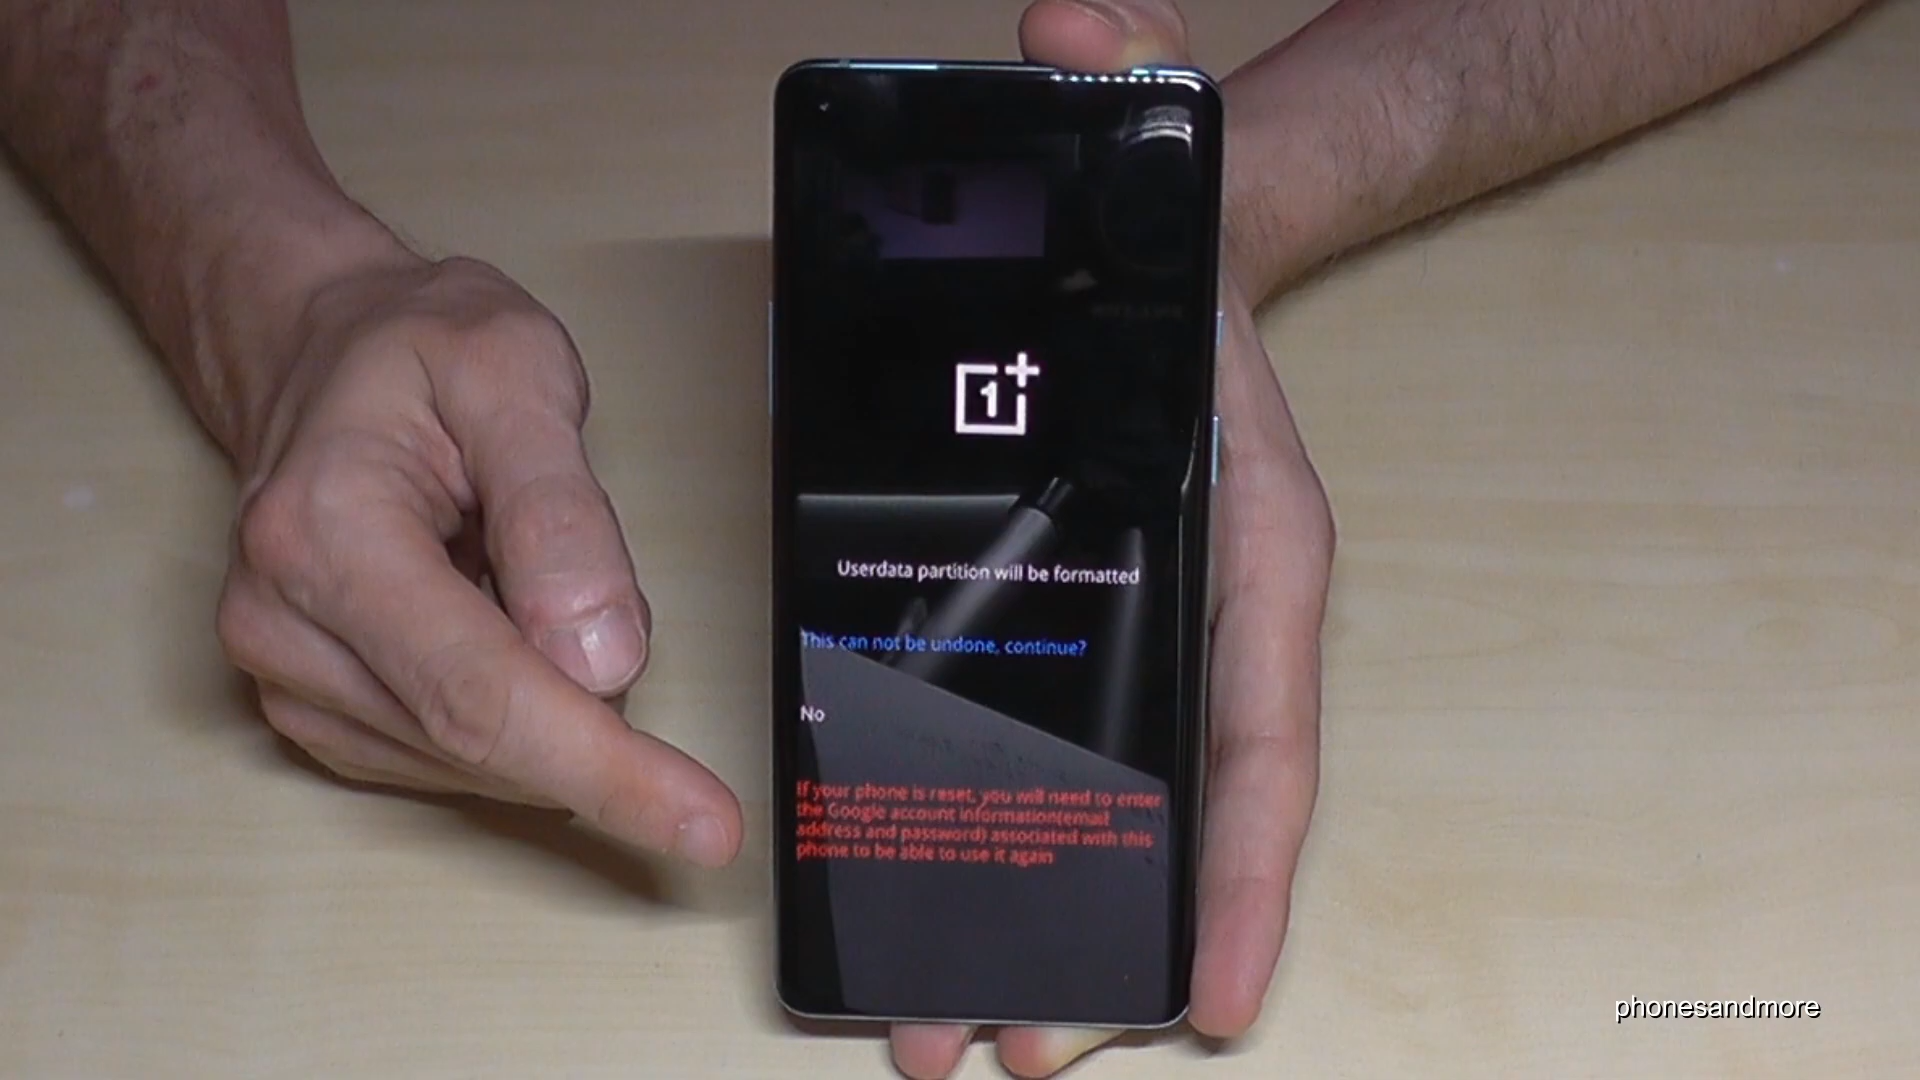 1+
Userdata partition will be formatted
This can not be undone, continue?
No
If your phone is reset, you will need to enter
the Google account information(email
address and password) associated with this
phone to be able to use it again
phonesandmore